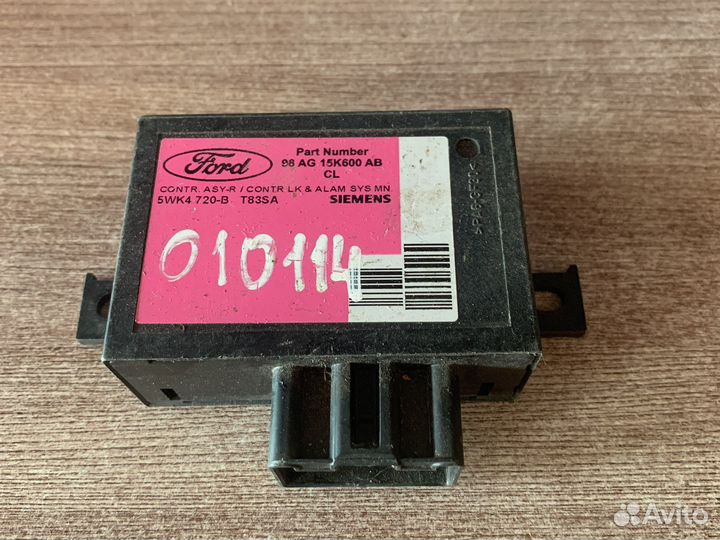 Ford
Part Number
98 AG 15K600 AB
CL
CONTR. ASY-R / CONTR LK & ALAM SYS MN
5WK4 720-B T83SA SIEMENS
010114
Avito